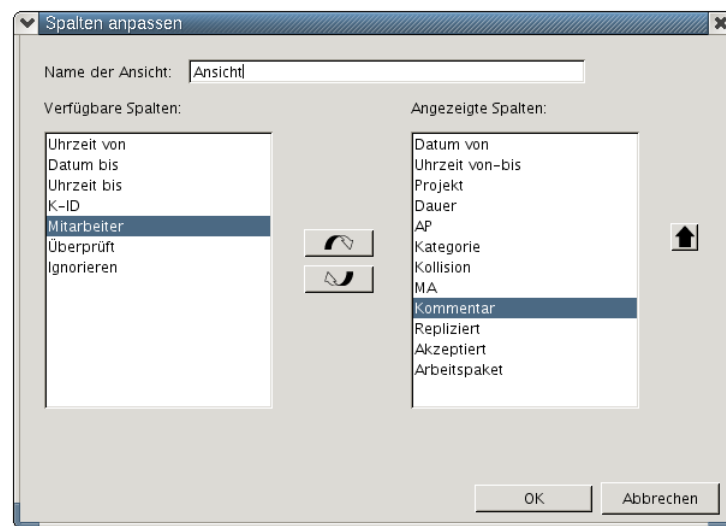 Spalten anpassen
Name der Ansicht: Ansicht
Verfügbare Spalten:
Uhrzeit von
Datum bis
Uhrzeit bis
K-ID
Mitarbeiter
Überprüft
Ignorieren
Angezeigte Spalten:
Datum von
Uhrzeit von-bis
Projekt
Dauer
AP
Kategorie
Kollision
MA
Kommentar
Repliziert
Akzeptiert
Arbeitspaket
OK
Abbrechen